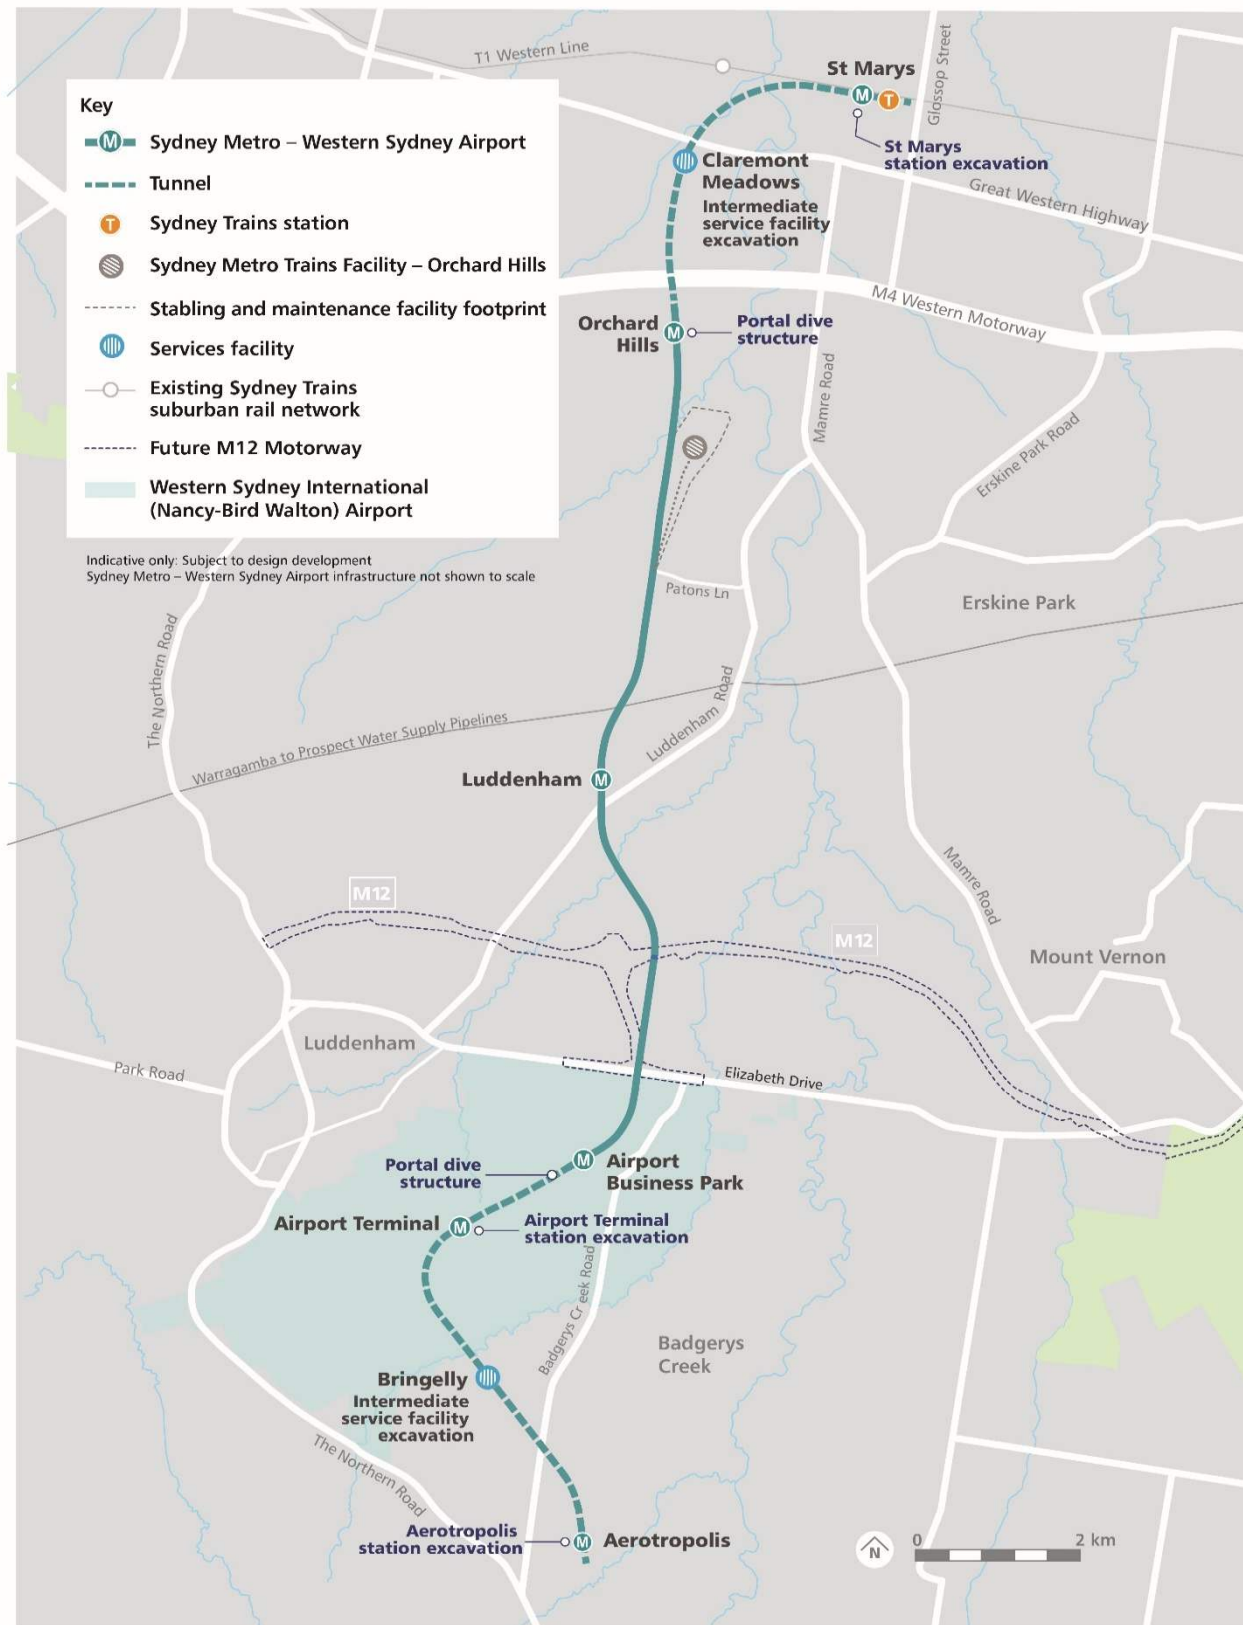 T1 Western Line
Glossop Street
St Marys
M
T
St Marys
station excavation
Key
M
Sydney Metro – Western Sydney Airport
Tunnel
T
Sydney Trains station
Sydney Metro Trains Facility – Orchard Hills
Stabling and maintenance facility footprint
Services facility
Existing Sydney Trains
suburban rail network
Future M12 Motorway
Western Sydney International
(Nancy-Bird Walton) Airport
Indicative only: Subject to design development
Sydney Metro – Western Sydney Airport infrastructure not shown to scale
Claremont
Meadows
Intermediate
service facility
excavation
Great Western Highway
M4 Western Motorway
Orchard
Hills
M
Portal dive
structure
Mamre Road
Erskine Park Road
Patons Ln
Erskine Park
The Northern Road
Warragamba to Prospect Water Supply Pipelines
Luddenham Road
Luddenham
M
Mamre Road
M12
M12
Mount Vernon
Luddenham
Park Road
Elizabeth Drive
Portal dive
structure
M
Airport
Business Park
Airport Terminal
M
Airport Terminal
station excavation
Badgerys Creek Road
Badgerys
Creek
Bringelly
Intermediate
service facility
excavation
The Northern Road
Aerotropolis
station excavation
M
Aerotropolis
N
0
2 km